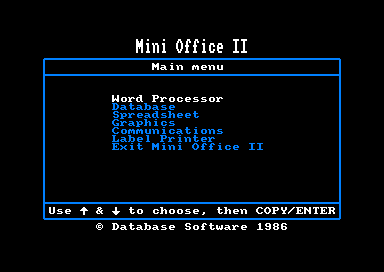 Mini Office II
Main menu
Word Processor
Database
Spreadsheet
Graphics
Communications
Label Printer
Exit Mini Office II
Use ↑ & ↓ to choose, then COPY/ENTER
© Database Software 1986